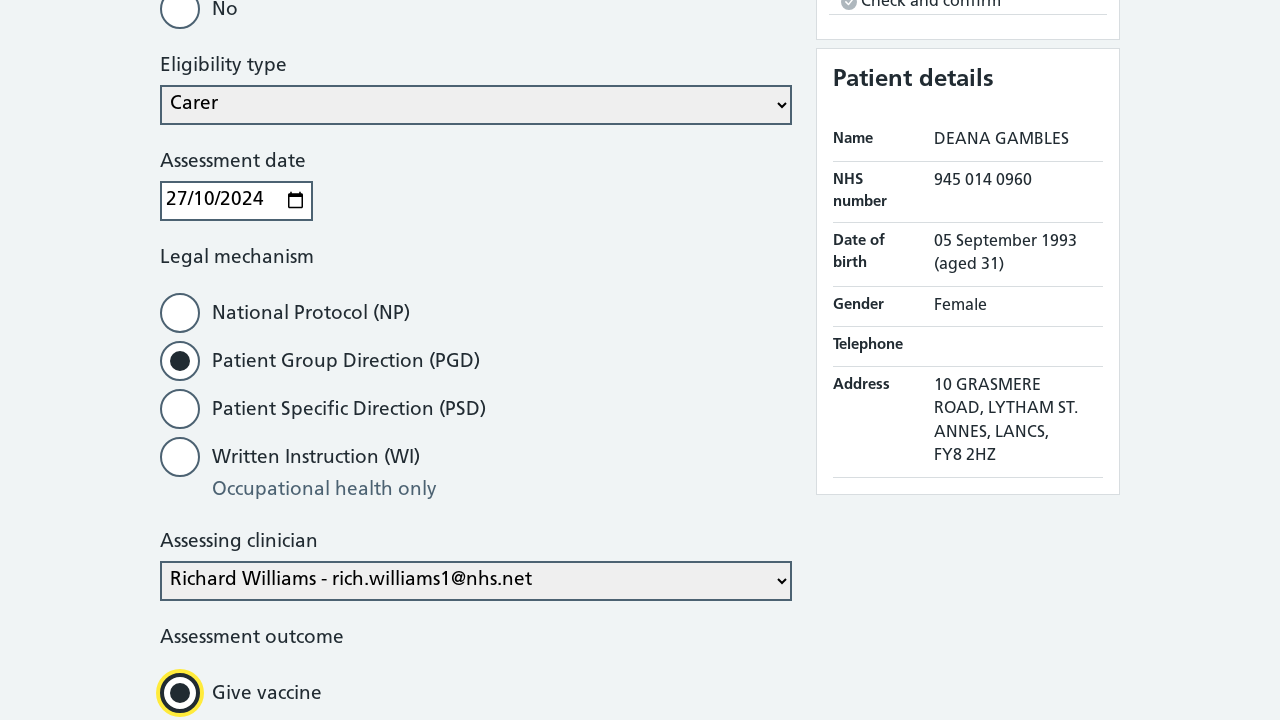 No
Eligibility type
Carer
Assessment date
27/10/2024
Legal mechanism
National Protocol (NP)
Patient Group Direction (PGD)
Patient Specific Direction (PSD)
Written Instruction (WI)
Occupational health only
Assessing clinician
Richard Williams - rich.williams1@nhs.net
Assessment outcome
Give vaccine
Check and confirm
Patient details
Name DEANA GAMBLES
NHS number 945 014 0960
Date of birth 05 September 1993 (aged 31)
Gender Female
Telephone
Address 10 GRASMERE
ROAD, LYTHAM ST.
ANNES, LANCS,
FY8 2HZ